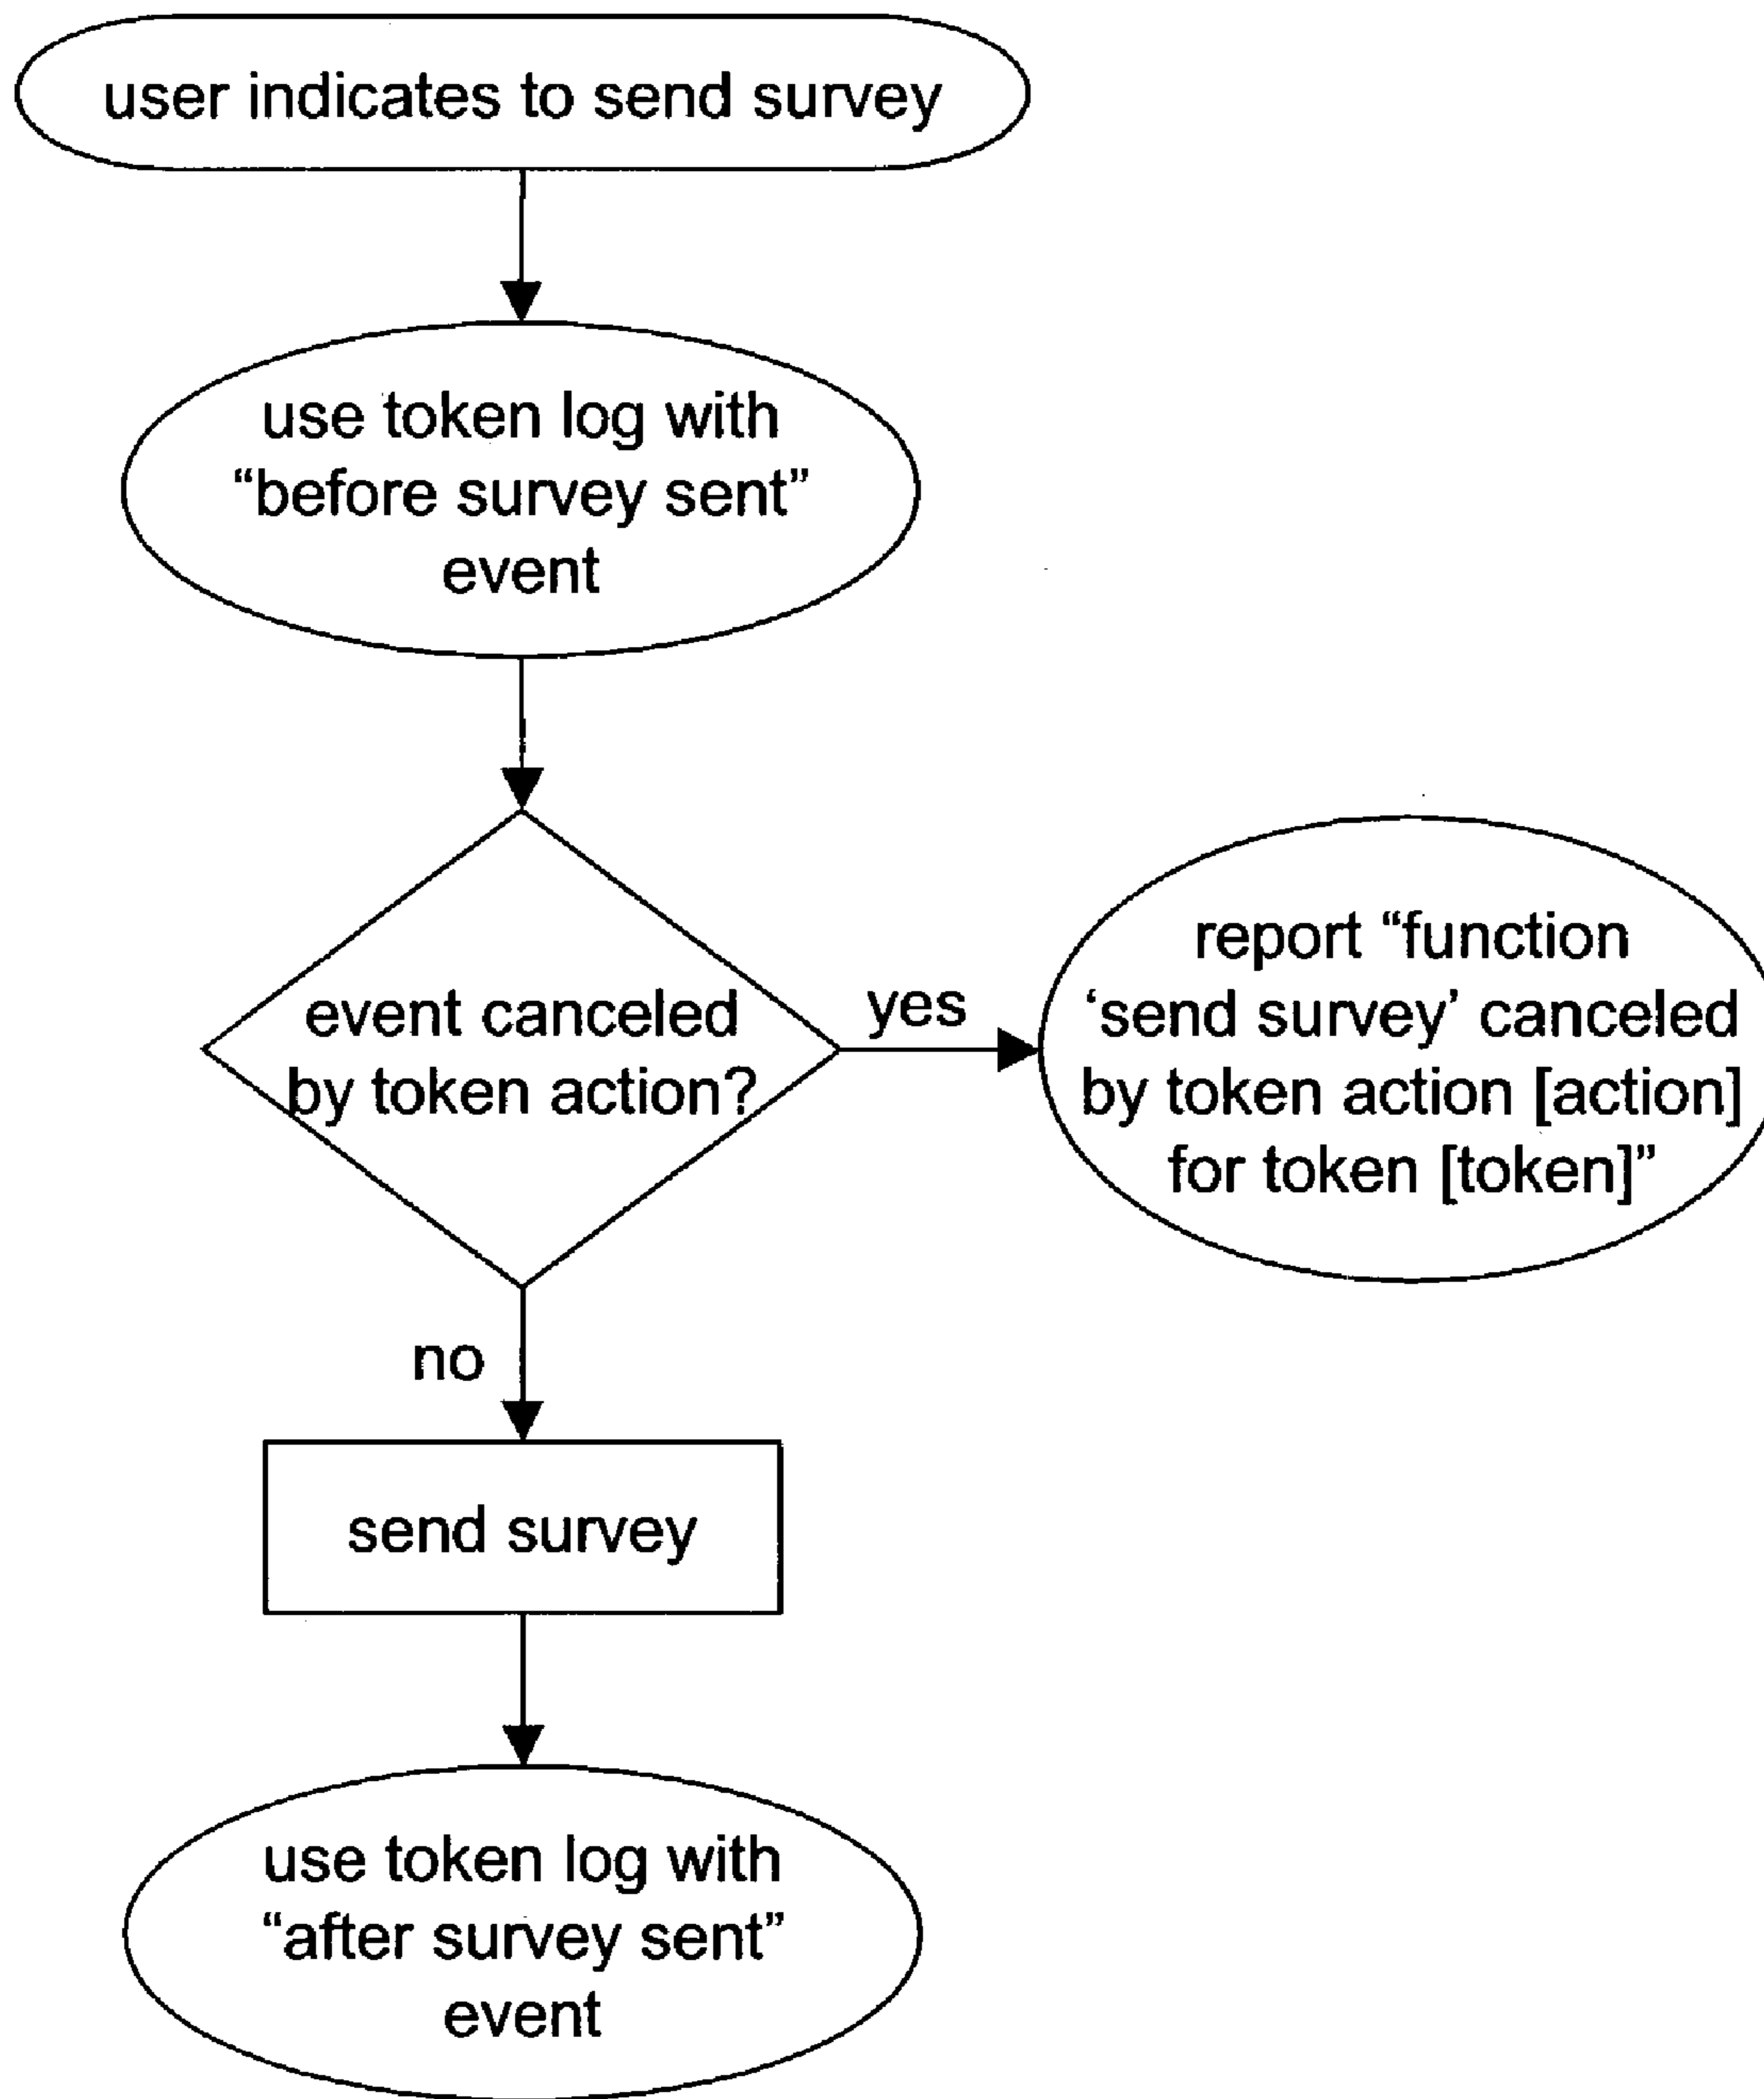 user indicates to send survey
use token log with
“before survey sent”
event
event canceled
by token action?
yes
report “function
‘send survey’ canceled
by token action [action]
for token [token]”
no
send survey
use token log with
“after survey sent”
event